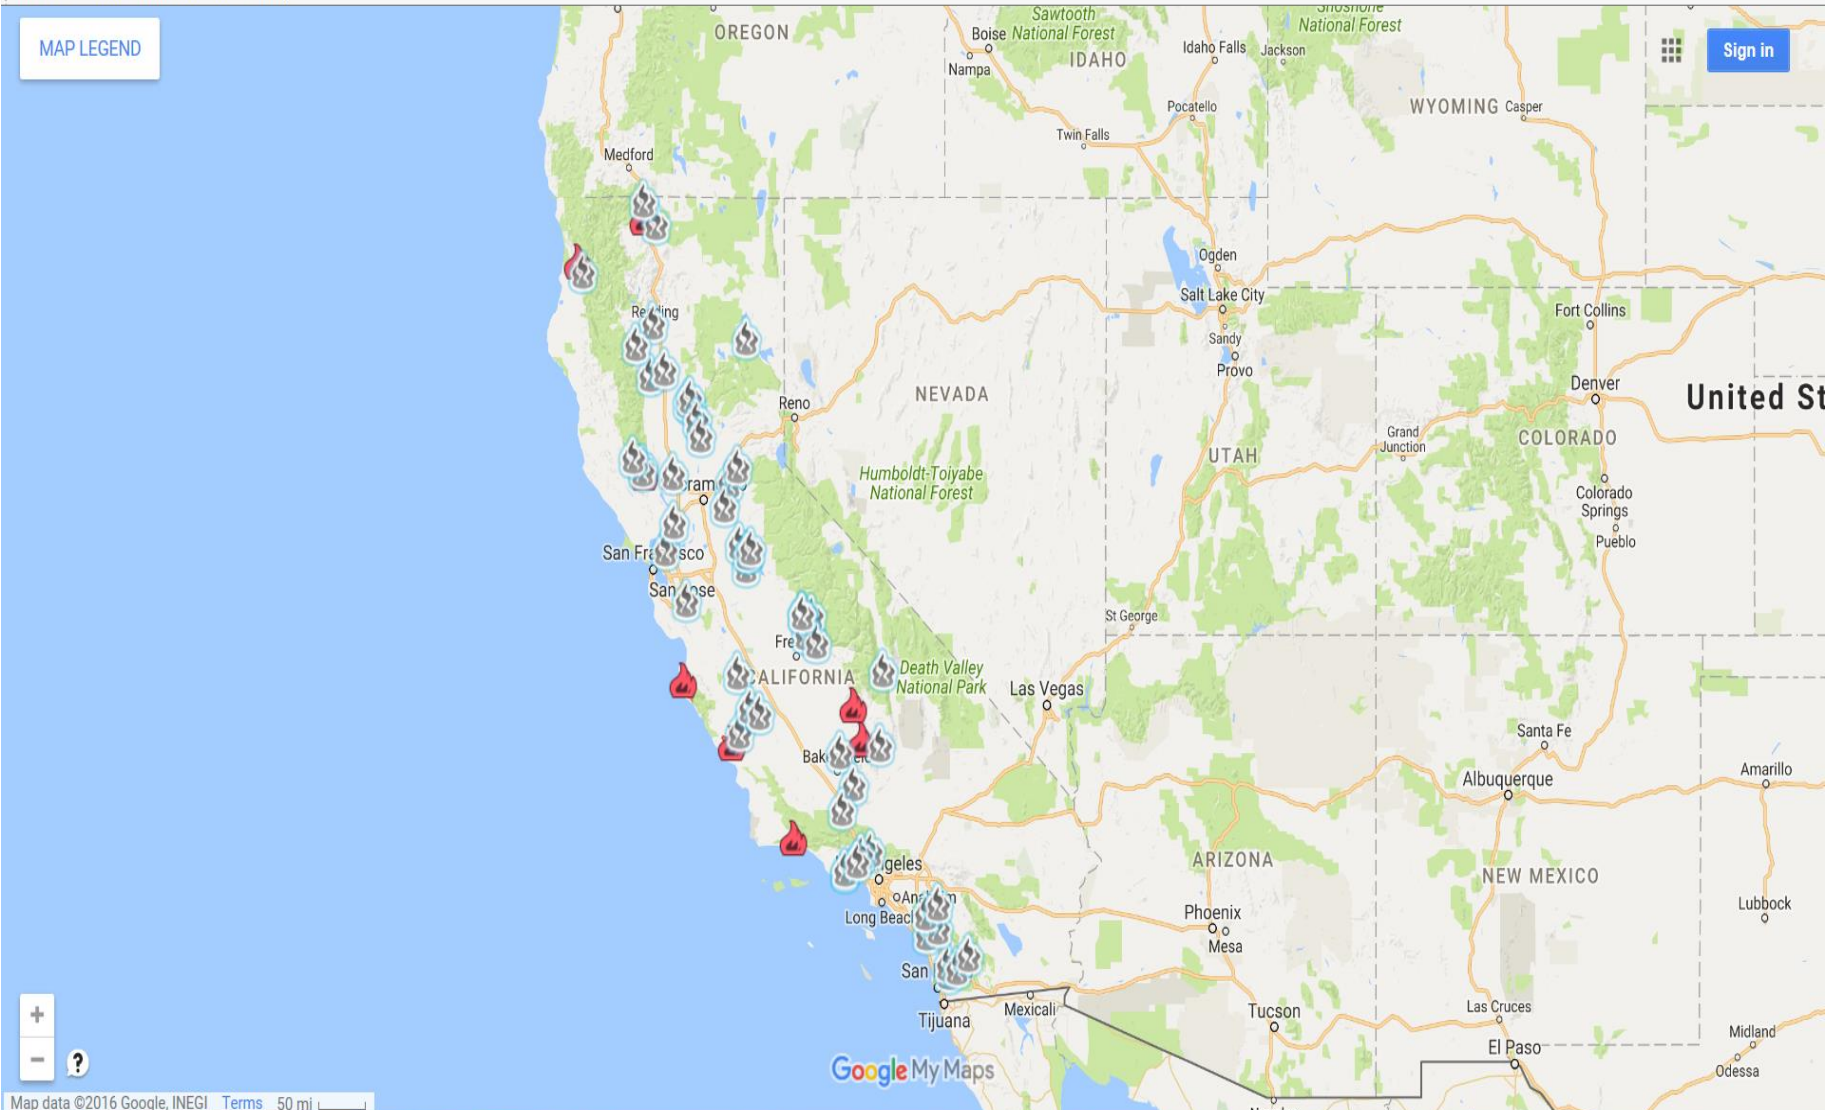 MAP LEGEND
OREGON
Sawtooth
National Forest
Shoshone
National Forest
Boise
Nampa
IDAHO
Idaho Falls
Jackson
Sign in
Pocatello
WYOMING
Casper
Twin Falls
Medford
Ogden
Salt Lake City
Sandy
Provo
Fort Collins
Denver
United St
Reno
NEVADA
UTAH
Grand
Junction
COLORADO
Humboldt-Toiyabe
National Forest
Colorado
Springs
Pueblo
St George
Death Valley
National Park
Las Vegas
Santa Fe
Albuquerque
Amarillo
ARIZONA
NEW MEXICO
Long Beac
Phoenix
Mesa
Lubbock
San
Tijuana
Mexicali
Tucson
Las Cruces
El Paso
Midland
Odessa
Google My Maps
+
−
?
Map data ©2016 Google, INEGI Terms 50 mi